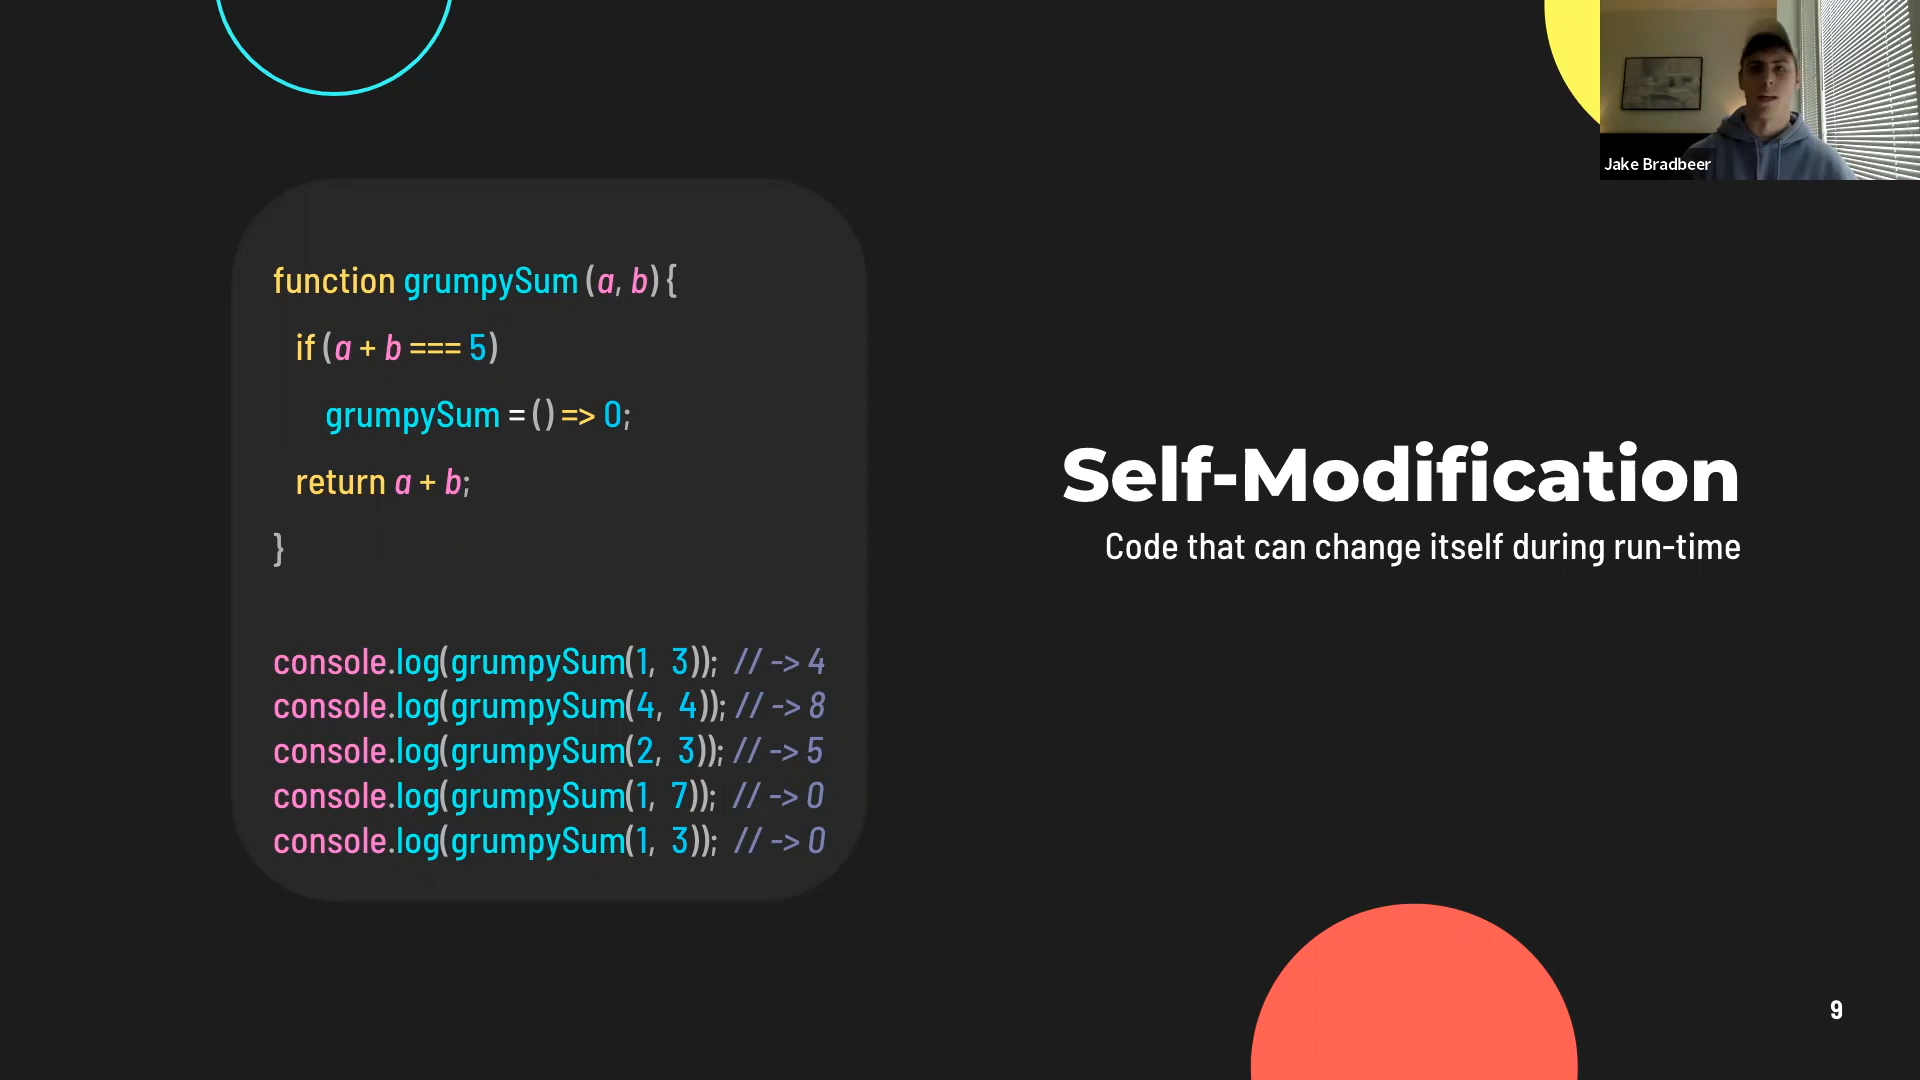 Jake Bradbeer
function grumpySum (a, b) {
if (a + b === 5)
grumpySum = () => 0;
return a + b;
}
console.log(grumpySum(1, 3)); // -> 4
console.log(grumpySum(4, 4)); // -> 8
console.log(grumpySum(2, 3)); // -> 5
console.log(grumpySum(1, 7)); // -> 0
console.log(grumpySum(1, 3)); // -> 0
Self-Modification
Code that can change itself during run-time
9